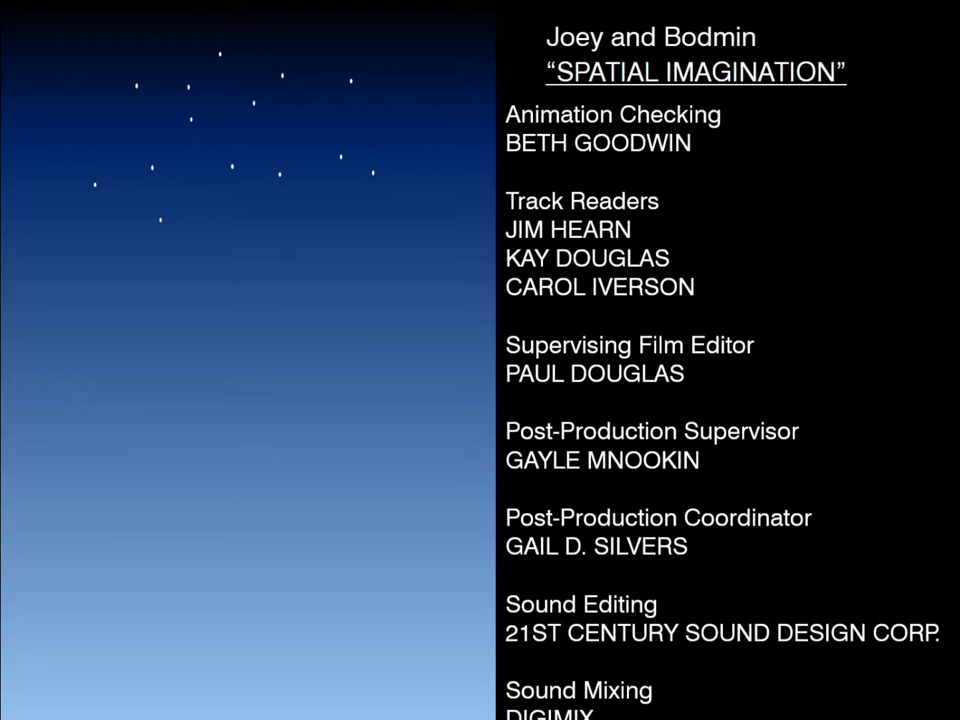 Joey and Bodmin
“SPATIAL IMAGINATION”
Animation Checking
BETH GOODWIN
Track Readers
JIM HEARN
KAY DOUGLAS
CAROL IVERSON
Supervising Film Editor
PAUL DOUGLAS
Post-Production Supervisor
GAYLE MNOOKIN
Post-Production Coordinator
GAIL D. SILVERS
Sound Editing
21ST CENTURY SOUND DESIGN CORP.
Sound Mixing
DIGIMIX